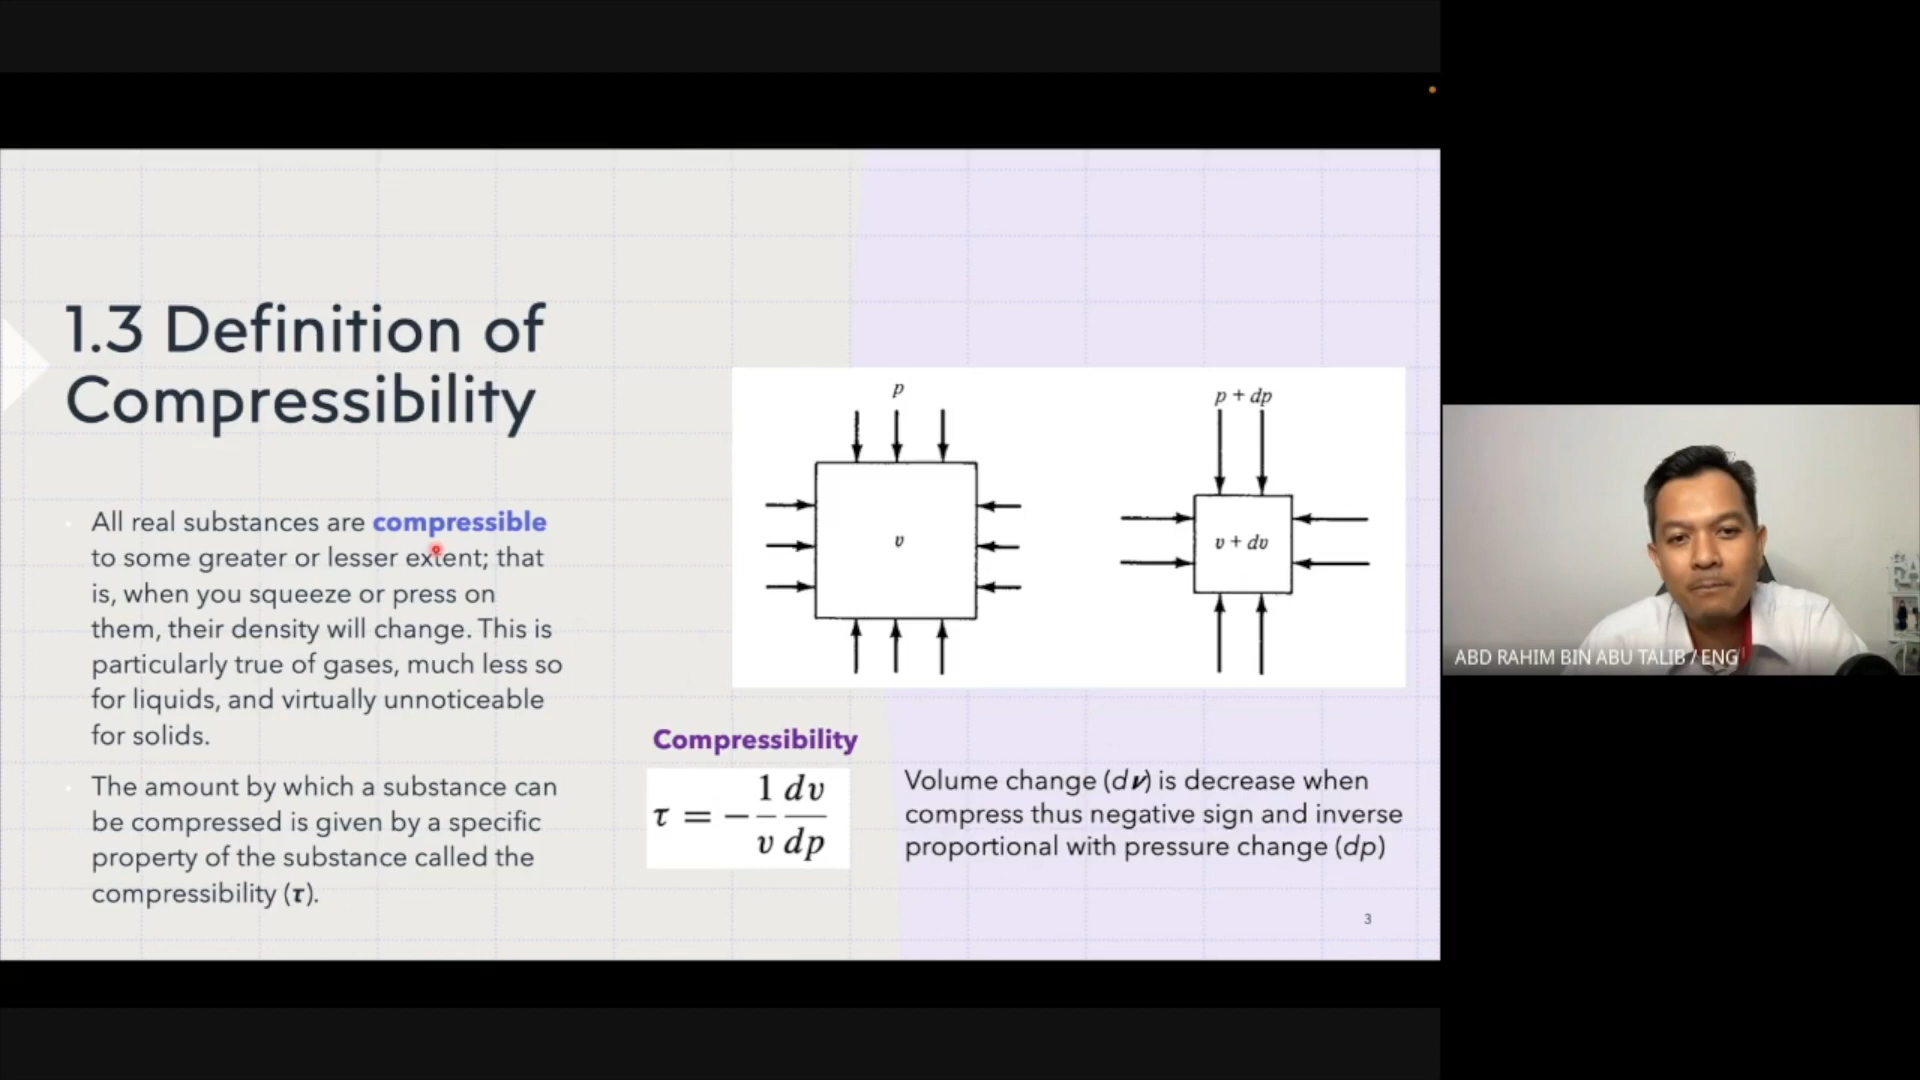 1.3 Definition of
Compressibility
All real substances are compressible
to some greater or lesser extent; that
is, when you squeeze or press on
them, their density will change. This is
particularly true of gases, much less so
for liquids, and virtually unnoticeable
for solids.
The amount by which a substance can
be compressed is given by a specific
property of the substance called the
compressibility (τ).
p
v
p + dp
v + dv
Compressibility
τ = − 1/v dv/dp
Volume change (dv) is decrease when
compress thus negative sign and inverse
proportional with pressure change (dp)
3
ABD RAHIM BIN ABU TALIB / ENG